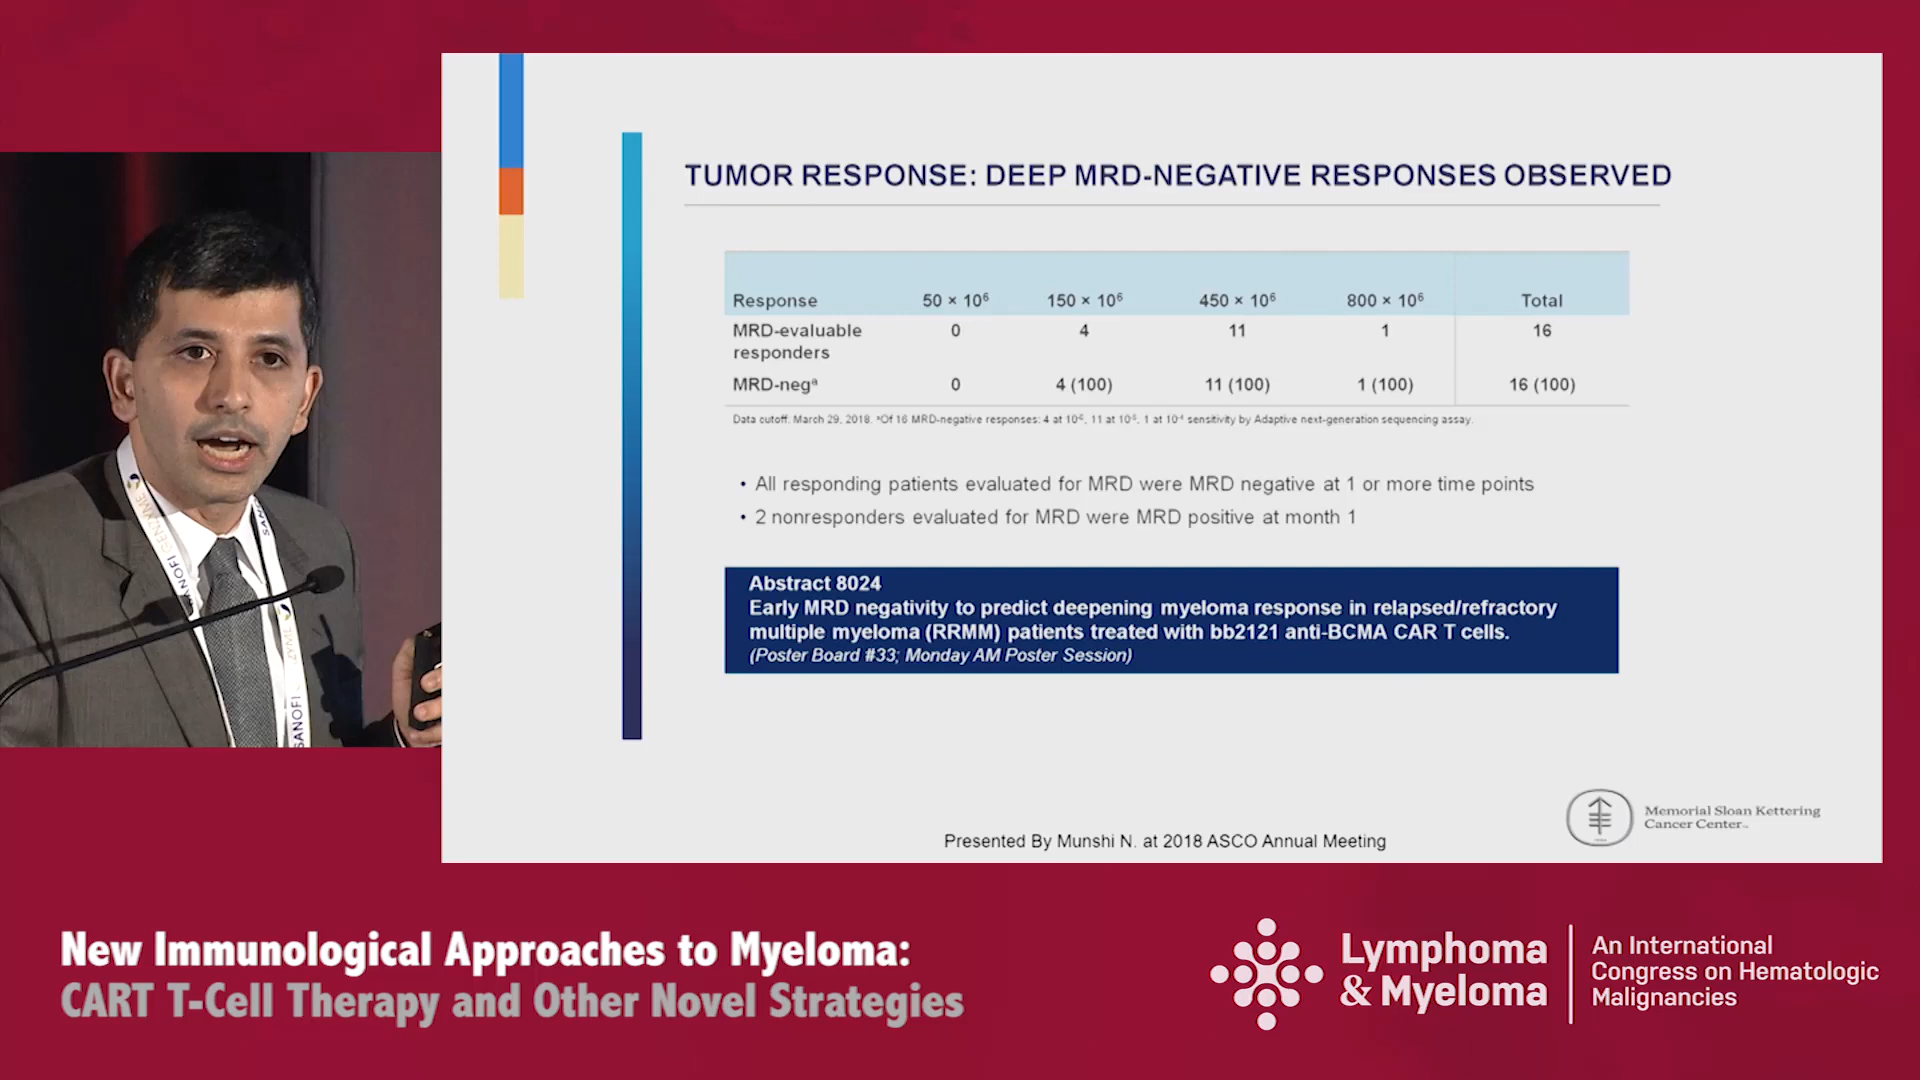 TUMOR RESPONSE: DEEP MRD-NEGATIVE RESPONSES OBSERVED
Response 50 × 10⁶ 150 × 10⁶ 450 × 10⁶ 800 × 10⁶ Total
MRD-evaluable
responders 0 4 11 1 16
MRD-negᵃ 0 4 (100) 11 (100) 1 (100) 16 (100)
Data cutoff: March 29, 2018. ᵃOf 16 MRD-negative responses: 4 at 10⁻⁶, 11 at 10⁻⁵, 1 at 10⁻⁴ sensitivity by Adaptive next-generation sequencing assay.
• All responding patients evaluated for MRD were MRD negative at 1 or more time points
• 2 nonresponders evaluated for MRD were MRD positive at month 1
Abstract 8024
Early MRD negativity to predict deepening myeloma response in relapsed/refractory
multiple myeloma (RRMM) patients treated with bb2121 anti-BCMA CAR T cells.
(Poster Board #33; Monday AM Poster Session)
Memorial Sloan Kettering
Cancer Center
Presented By Munshi N. at 2018 ASCO Annual Meeting
SANOFI GENZYME
SANOFI
New Immunological Approaches to Myeloma:
CART T-Cell Therapy and Other Novel Strategies
Lymphoma
& Myeloma
An International
Congress on Hematologic
Malignancies